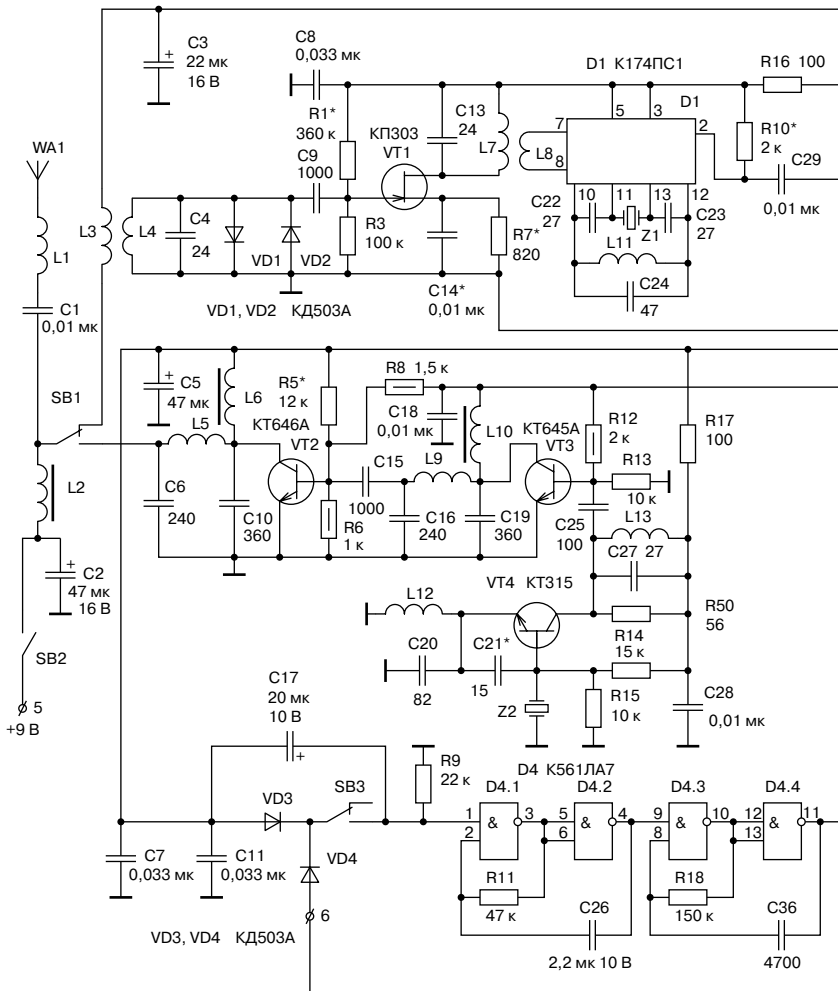 C3
22 мк
16 В
C8
0,033 мк
D1 К174ПС1
R16 100
R1*
360 к
C9
1000
КП303
VT1
C13
24
L7
L8
7
8
5
3
D1
2
R10*
2 к
C29
0,01 мк
WA1
L1
L3
L4
C4
24
VD1
VD2
R3
100 к
C14*
0,01 мк
R7*
820
C22
27
10
11
13
12
Z1
C23
27
L11
C24
47
VD1, VD2 КД503А
C1
0,01 мк
SB1
+
C5
47 мк
L6
L5
R5*
12 к
КТ646А
VT2
R8 1,5 к
C18
0,01 мк
L10
КТ645А
VT3
R12
2 к
R17
100
L2
C6
240
C10
360
C15
1000
R6
1 к
L9
C16
240
C19
360
R13
10 к
C25
100
L13
C27 27
+
C2
47 мк
16 В
VT4 КТ315
L12
R50
56
R14
15 к
SB2
5
+9 В
C20
82
C21*
15
Z2
R15
10 к
C28
0,01 мк
C17
20 мк
10 В
+
R9
22 к
D4 К561ЛА7
VD3
SB3
D4.1
D4.2
D4.3
D4.4
1
2
&
3
5
6
&
4
9
8
&
10
12
13
&
11
C7
0,033 мк
C11
0,033 мк
VD4
6
R11
47 к
R18
150 к
C26
2,2 мк 10 В
C36
4700
VD3, VD4 КД503А
+